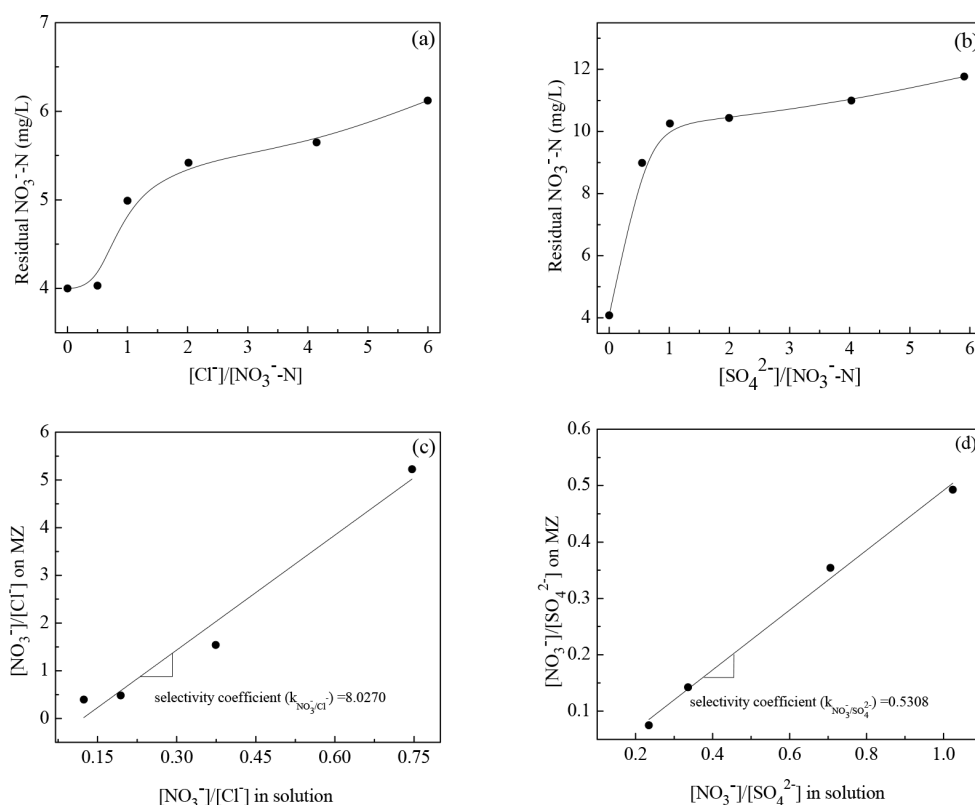 (a)
7
6
5
4
Residual NO₃⁻-N (mg/L)
0 1 2 3 4 5 6
[Cl⁻]/[NO₃⁻-N]
(b)
12
10
8
6
4
Residual NO₃⁻-N (mg/L)
0 1 2 3 4 5 6
[SO₄²⁻]/[NO₃⁻-N]
(c)
6
5
4
3
2
1
0
[NO₃⁻]/[Cl⁻] on MZ
selectivity coefficient (k NO₃⁻/Cl⁻) =8.0270
0.15 0.30 0.45 0.60 0.75
[NO₃⁻]/[Cl⁻] in solution
(d)
0.6
0.5
0.4
0.3
0.2
0.1
[NO₃⁻]/[SO₄²⁻] on MZ
selectivity coefficient (k NO₃⁻/SO₄²⁻) =0.5308
0.2 0.4 0.6 0.8 1.0
[NO₃⁻]/[SO₄²⁻] in solution